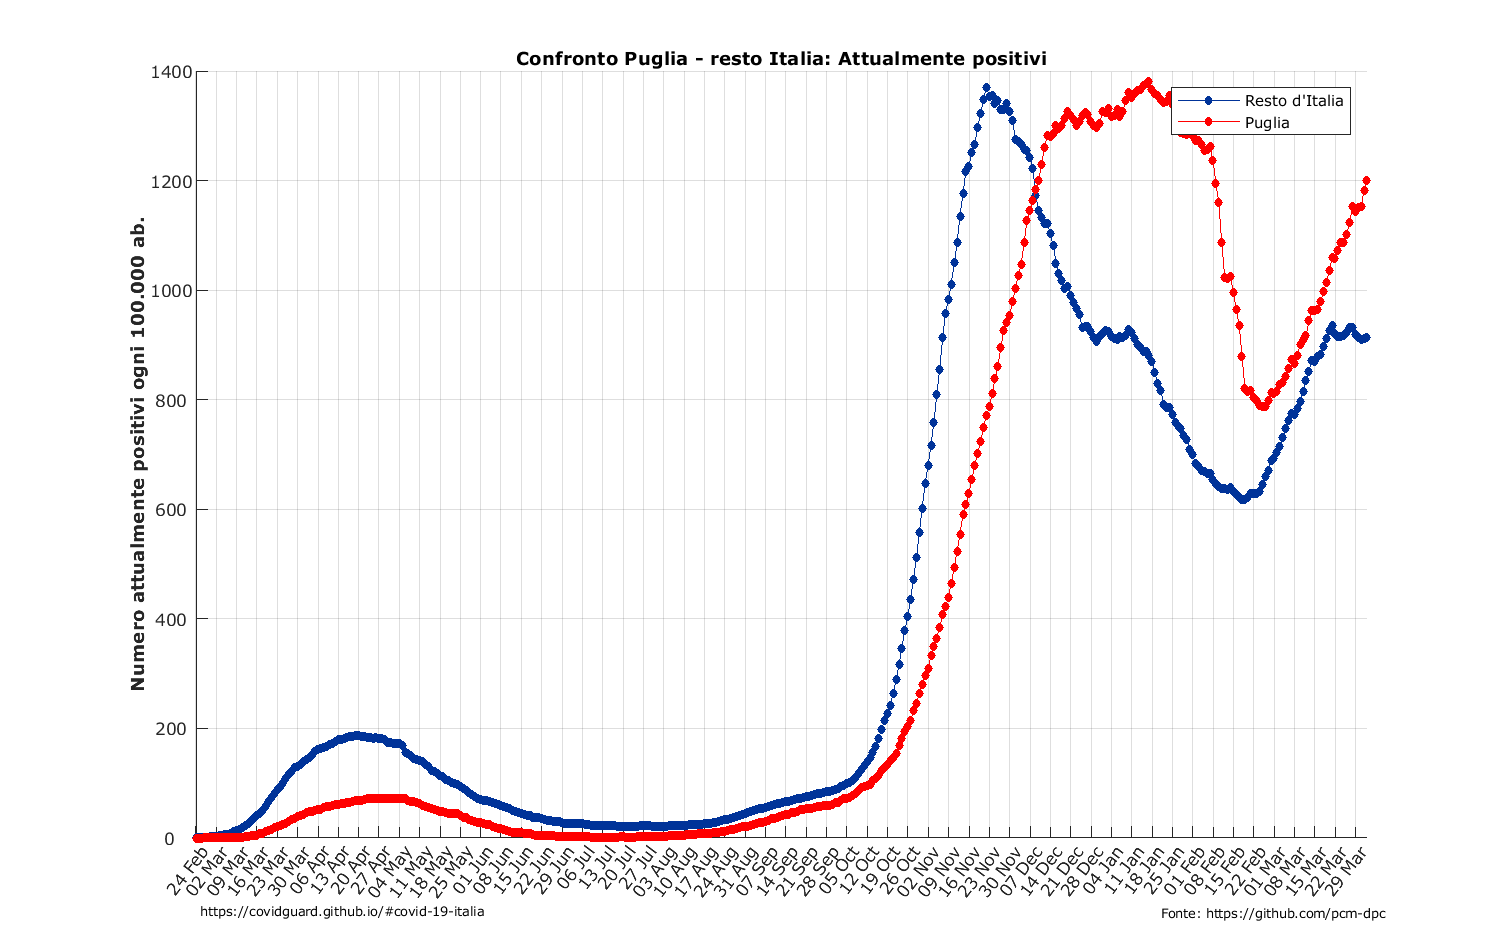 Confronto Puglia - resto Italia: Attualmente positivi
Numero attualmente positivi ogni 100.000 ab.
1400
1200
1000
800
600
400
200
0
Resto d'Italia
Puglia
24 Feb
02 Mar
09 Mar
16 Mar
23 Mar
30 Mar
06 Apr
13 Apr
20 Apr
27 Apr
04 May
11 May
18 May
25 May
01 Jun
08 Jun
15 Jun
22 Jun
29 Jun
06 Jul
13 Jul
20 Jul
27 Jul
03 Aug
10 Aug
17 Aug
24 Aug
31 Aug
07 Sep
14 Sep
21 Sep
28 Sep
05 Oct
12 Oct
19 Oct
26 Oct
02 Nov
09 Nov
16 Nov
23 Nov
30 Nov
07 Dec
14 Dec
21 Dec
28 Dec
04 Jan
11 Jan
18 Jan
25 Jan
01 Feb
08 Feb
15 Feb
22 Feb
01 Mar
08 Mar
15 Mar
22 Mar
29 Mar
https://covidguard.github.io/#covid-19-italia
Fonte: https://github.com/pcm-dpc